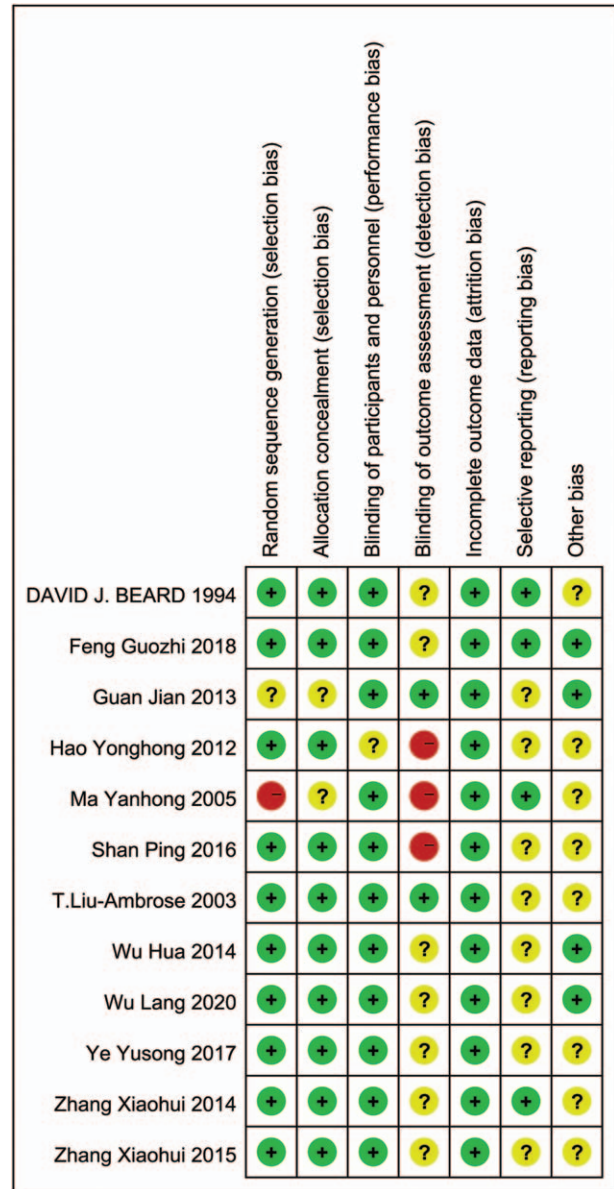 Random sequence generation (selection bias)
Allocation concealment (selection bias)
Blinding of participants and personnel (performance bias)
Blinding of outcome assessment (detection bias)
Incomplete outcome data (attrition bias)
Selective reporting (reporting bias)
Other bias
DAVID J. BEARD 1994 + + + ? + + ?
Feng Guozhi 2018 + + + ? + + +
Guan Jian 2013 ? ? + + + ? +
Hao Yonghong 2012 + + ? - + ? ?
Ma Yanhong 2005 - ? + - + + ?
Shan Ping 2016 + + + - + ? ?
T.Liu-Ambrose 2003 + + + + + ? ?
Wu Hua 2014 + + + ? + ? +
Wu Lang 2020 + + + ? + ? +
Ye Yusong 2017 + + + ? + ? ?
Zhang Xiaohui 2014 + + + ? + + ?
Zhang Xiaohui 2015 + + + ? + ? ?